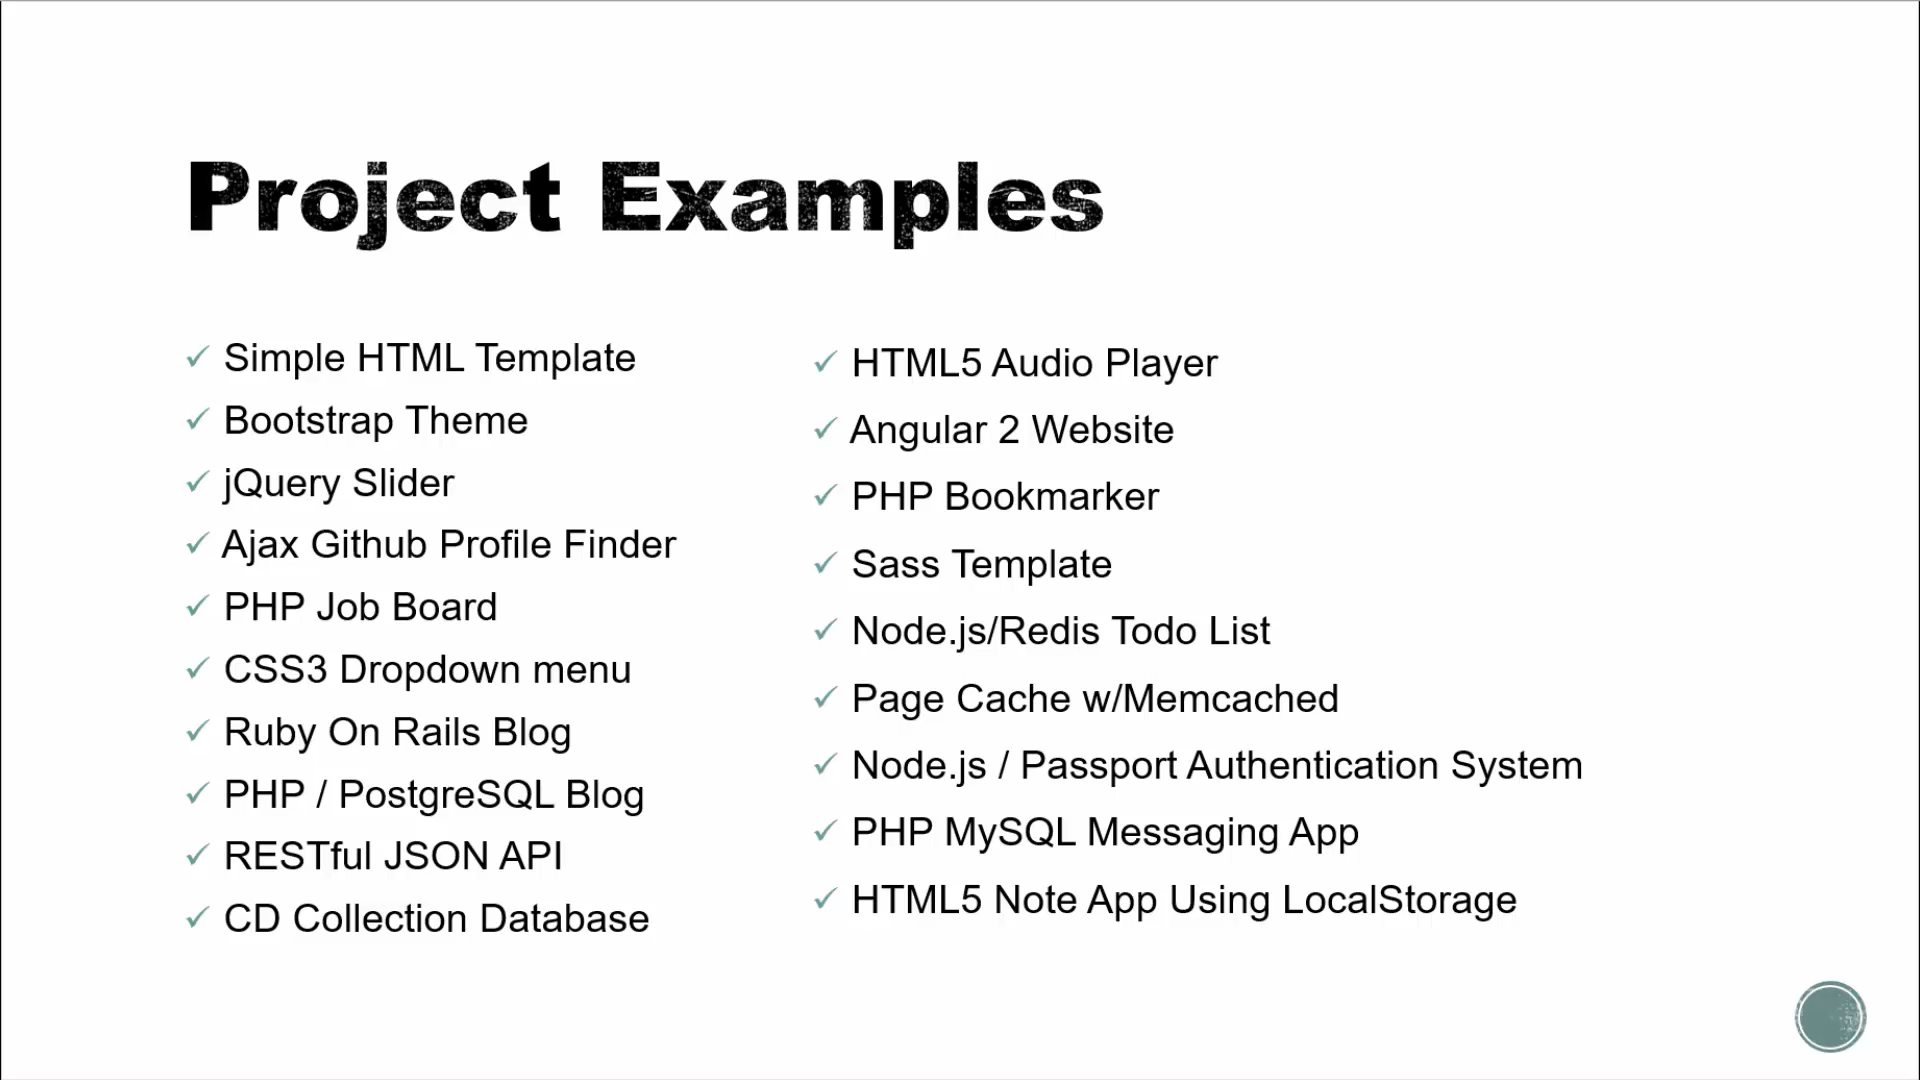 Project Examples
Simple HTML Template
Bootstrap Theme
jQuery Slider
Ajax Github Profile Finder
PHP Job Board
CSS3 Dropdown menu
Ruby On Rails Blog
PHP / PostgreSQL Blog
RESTful JSON API
CD Collection Database
HTML5 Audio Player
Angular 2 Website
PHP Bookmarker
Sass Template
Node.js/Redis Todo List
Page Cache w/Memcached
Node.js / Passport Authentication System
PHP MySQL Messaging App
HTML5 Note App Using LocalStorage